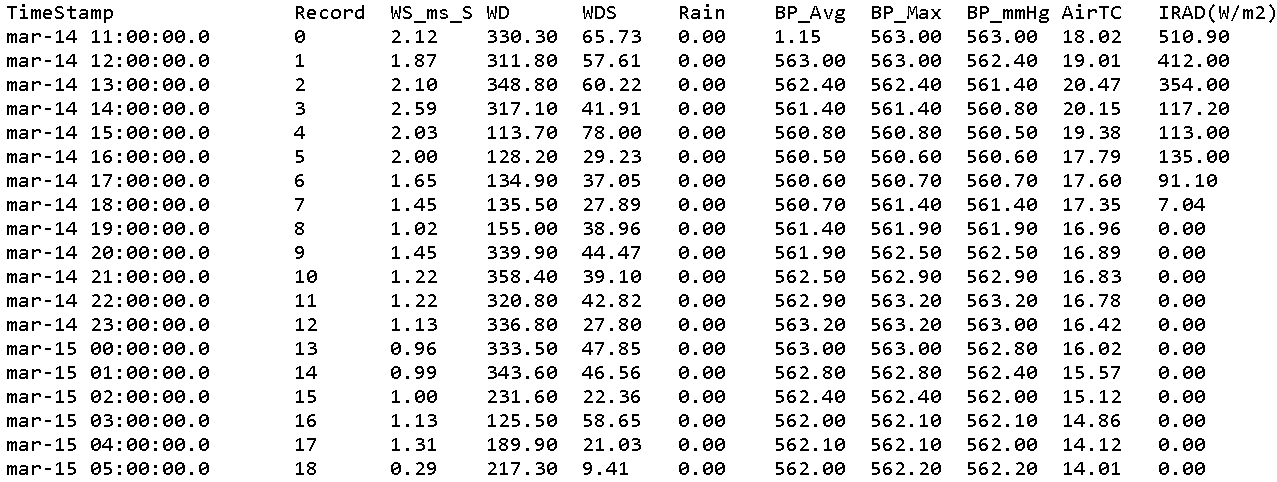 TimeStamp Record WS_ms_S WD WDS Rain BP_Avg BP_Max BP_mmHg AirTC IRAD(W/m2)
mar-14 11:00:00.0 0 2.12 330.30 65.73 0.00 1.15 563.00 563.00 18.02 510.90
mar-14 12:00:00.0 1 1.87 311.80 57.61 0.00 563.00 563.00 562.40 19.01 412.00
mar-14 13:00:00.0 2 2.10 348.80 60.22 0.00 562.40 562.40 561.40 20.47 354.00
mar-14 14:00:00.0 3 2.59 317.10 41.91 0.00 561.40 561.40 560.80 20.15 117.20
mar-14 15:00:00.0 4 2.03 113.70 78.00 0.00 560.80 560.80 560.50 19.38 113.00
mar-14 16:00:00.0 5 2.00 128.20 29.23 0.00 560.50 560.60 560.60 17.79 135.00
mar-14 17:00:00.0 6 1.65 134.90 37.05 0.00 560.60 560.70 560.70 17.60 91.10
mar-14 18:00:00.0 7 1.45 135.50 27.89 0.00 560.70 561.40 561.40 17.35 7.04
mar-14 19:00:00.0 8 1.02 155.00 38.96 0.00 561.40 561.90 561.90 16.96 0.00
mar-14 20:00:00.0 9 1.45 339.90 44.47 0.00 561.90 562.50 562.50 16.89 0.00
mar-14 21:00:00.0 10 1.22 358.40 39.10 0.00 562.50 562.90 562.90 16.83 0.00
mar-14 22:00:00.0 11 1.22 320.80 42.82 0.00 562.90 563.20 563.20 16.78 0.00
mar-14 23:00:00.0 12 1.13 336.80 27.80 0.00 563.20 563.20 563.00 16.42 0.00
mar-15 00:00:00.0 13 0.96 333.50 47.85 0.00 563.00 563.00 562.80 16.02 0.00
mar-15 01:00:00.0 14 0.99 343.60 46.56 0.00 562.80 562.80 562.40 15.57 0.00
mar-15 02:00:00.0 15 1.00 231.60 22.36 0.00 562.40 562.40 562.00 15.12 0.00
mar-15 03:00:00.0 16 1.13 125.50 58.65 0.00 562.00 562.10 562.10 14.86 0.00
mar-15 04:00:00.0 17 1.31 189.90 21.03 0.00 562.10 562.10 562.00 14.12 0.00
mar-15 05:00:00.0 18 0.29 217.30 9.41 0.00 562.00 562.20 562.20 14.01 0.00